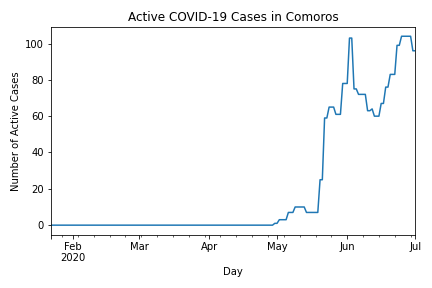 Active COVID-19 Cases in Comoros
Number of Active Cases
100
80
60
40
20
0
Feb Mar Apr May Jun Jul
2020
Day